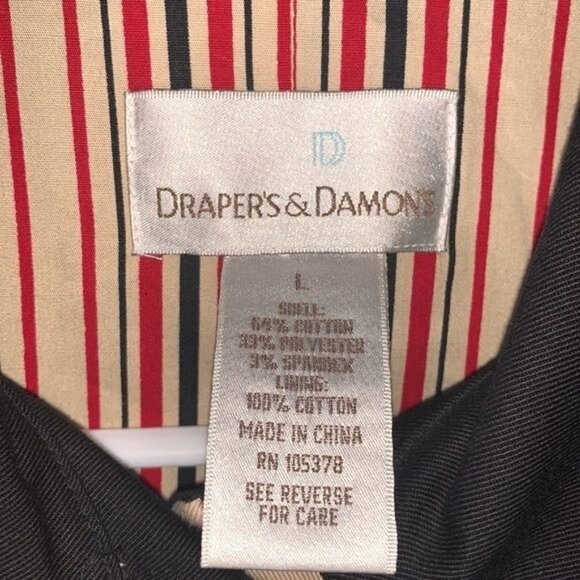 D
DRAPER'S & DAMON'S
L
SHELL:
64% COTTON
33% POLYESTER
3% SPANDEX
LINING:
100% COTTON
MADE IN CHINA
RN 105378
SEE REVERSE
FOR CARE